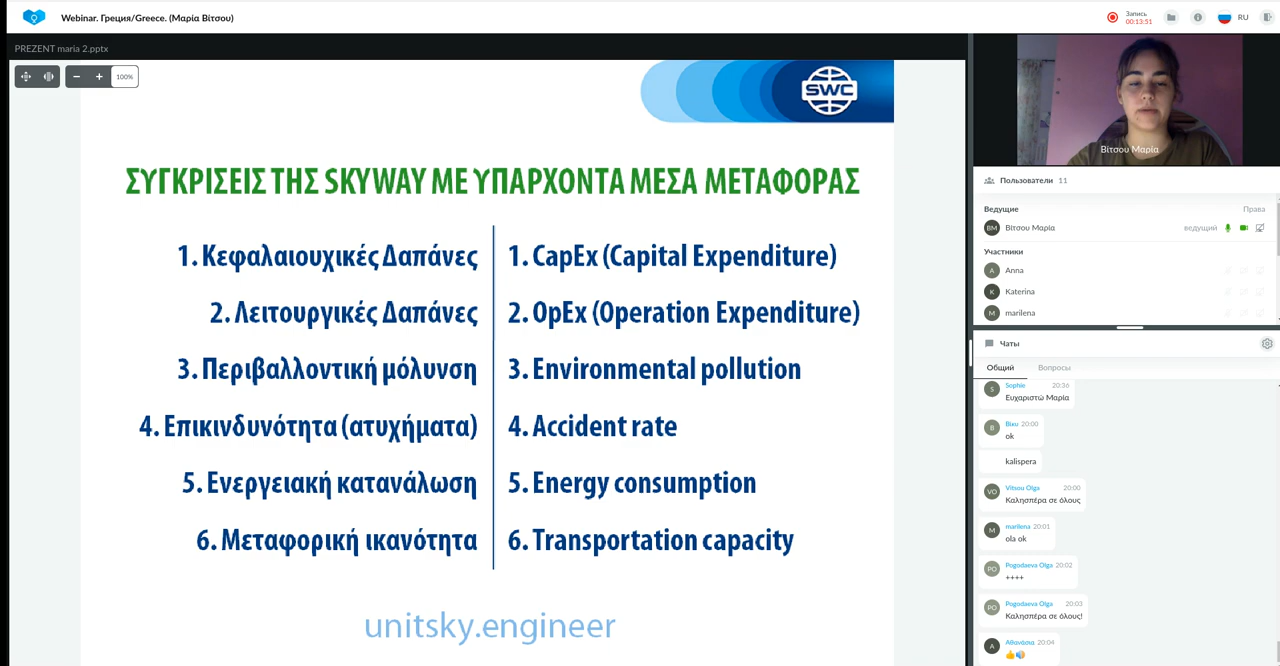 Webinar. Греция/Greece. (Марία Βίτσου)
Запись
00:13:51
RU
PREZENT maria 2.pptx
100%
SWC
ΣΥΓΚΡΙΣΕΙΣ ΤΗΣ SKYWAY ΜΕ ΥΠΑΡΧΟΝΤΑ ΜΕΣΑ ΜΕΤΑΦΟΡΑΣ
1. Κεφαλαιουχικές Δαπάνες
2. Λειτουργικές Δαπάνες
3. Περιβαλλοντική μόλυνση
4. Επικινδυνότητα (ατυχήματα)
5. Ενεργειακή κατανάλωση
6. Μεταφορική ικανότητα
1. CapEx (Capital Expenditure)
2. OpEx (Operation Expenditure)
3. Environmental pollution
4. Accident rate
5. Energy consumption
6. Transportation capacity
unitsky.engineer
Βίτσου Μαρία
Пользователи 11
Ведущие Права
ВМ Βίτσου Μαρία ведущий
Участники
A Anna
K Katerina
M marilena
Чаты
Общий Вопросы
S Sophie 20:36
Ευχαριστώ Μαρία
В Віки 20:00
ok
kalispera
VO Vitsou Olga 20:00
Καλησπέρα σε όλους
M marilena 20:01
ola ok
PO Pogodaeva Olga 20:02
++++
PO Pogodaeva Olga 20:03
Καλησπέρα σε όλους!
Α Αθανάσια 20:04